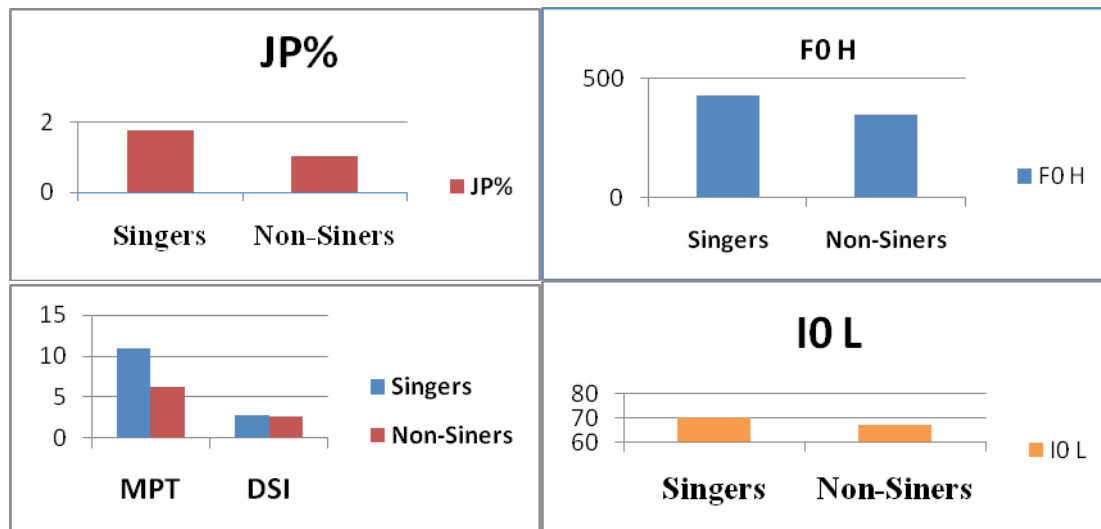 JP%
2
0
Singers Non-Siners
JP%
F0 H
500
0
Singers Non-Siners
F0 H
15
10
5
0
MPT DSI
Singers
Non-Siners
I0 L
80
70
60
Singers Non-Siners
I0 L